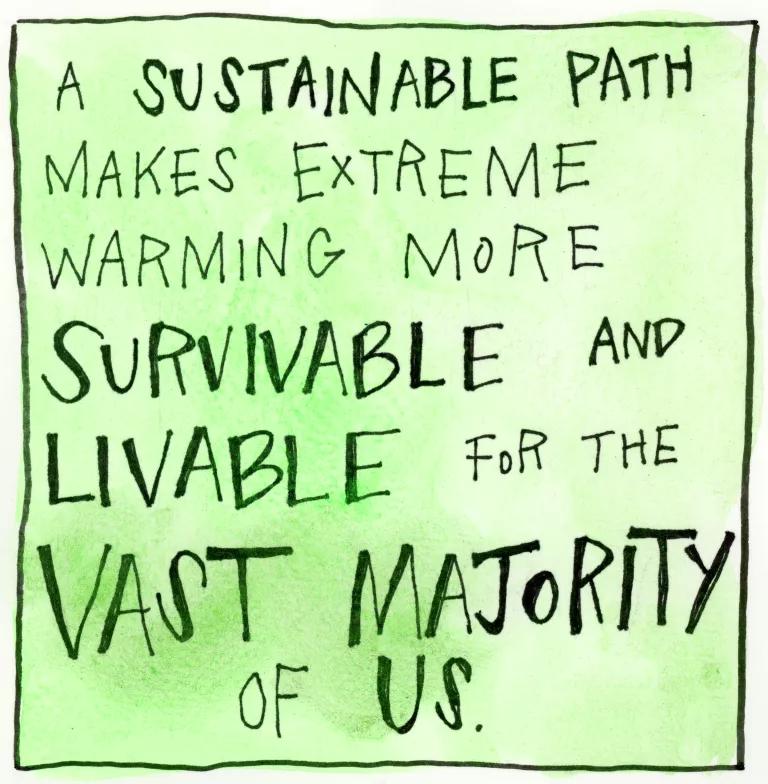 A SUSTAINABLE PATH
MAKES EXTREME
WARMING MORE
SURVIVABLE AND
LIVABLE FOR THE
VAST MAJORITY
OF US.